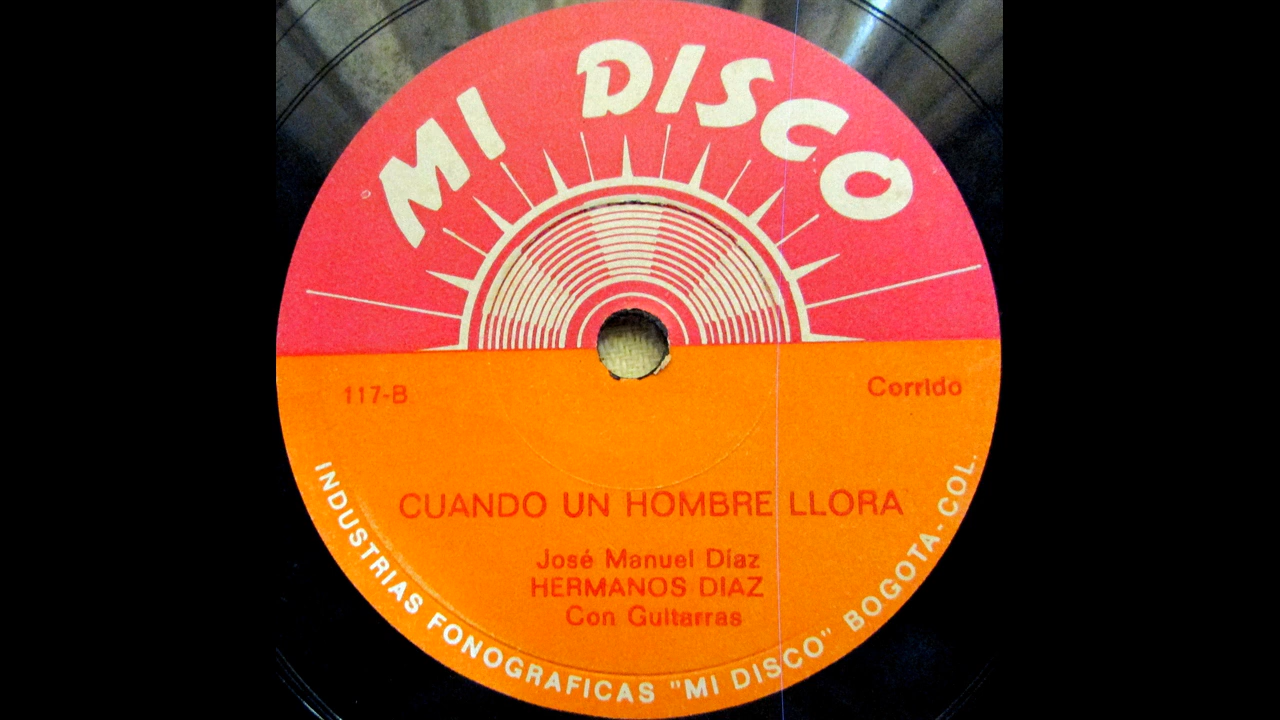 MI DISCO
117-B
Corrido
CUANDO UN HOMBRE LLORA
José Manuel Díaz
HERMANOS DIAZ
Con Guitarras
INDUSTRIAS FONOGRAFICAS "MI DISCO" BOGOTA-COL.